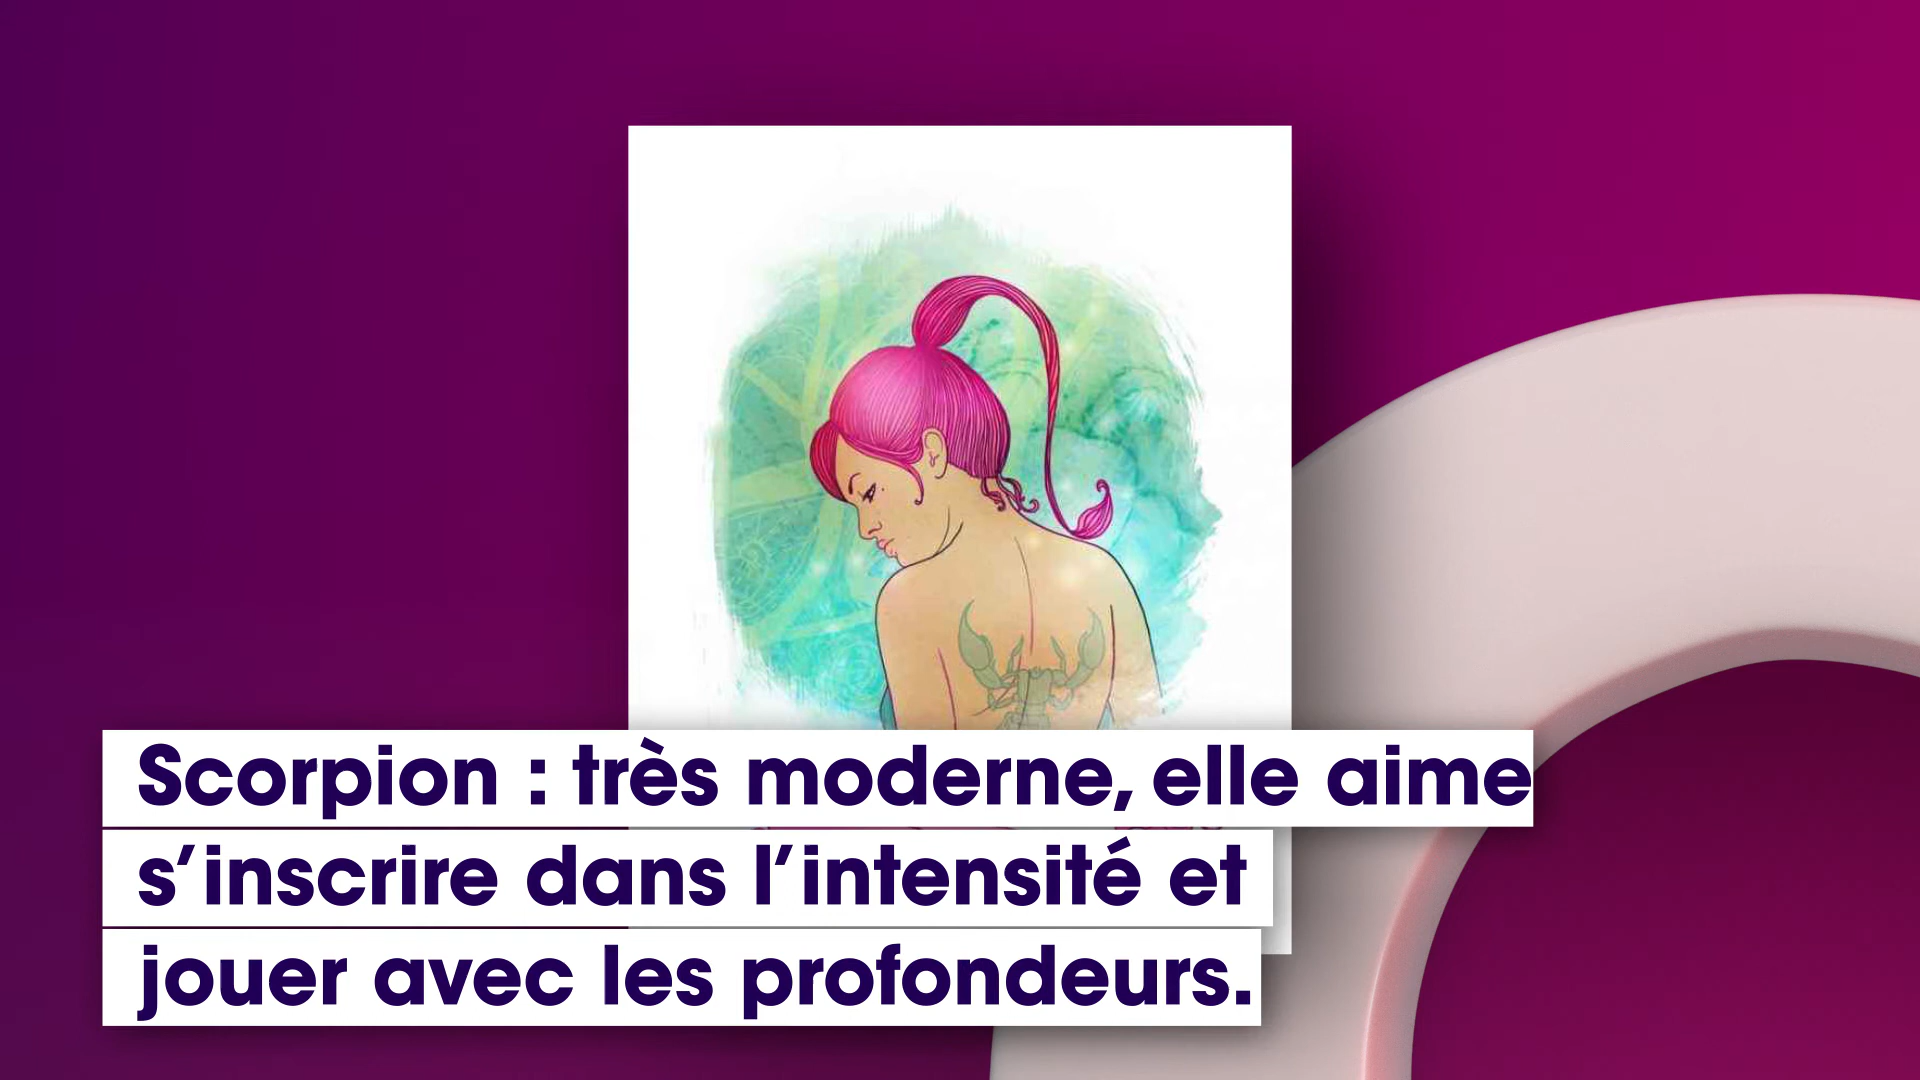 Scorpion : très moderne, elle aime
s’inscrire dans l’intensité et
jouer avec les profondeurs.